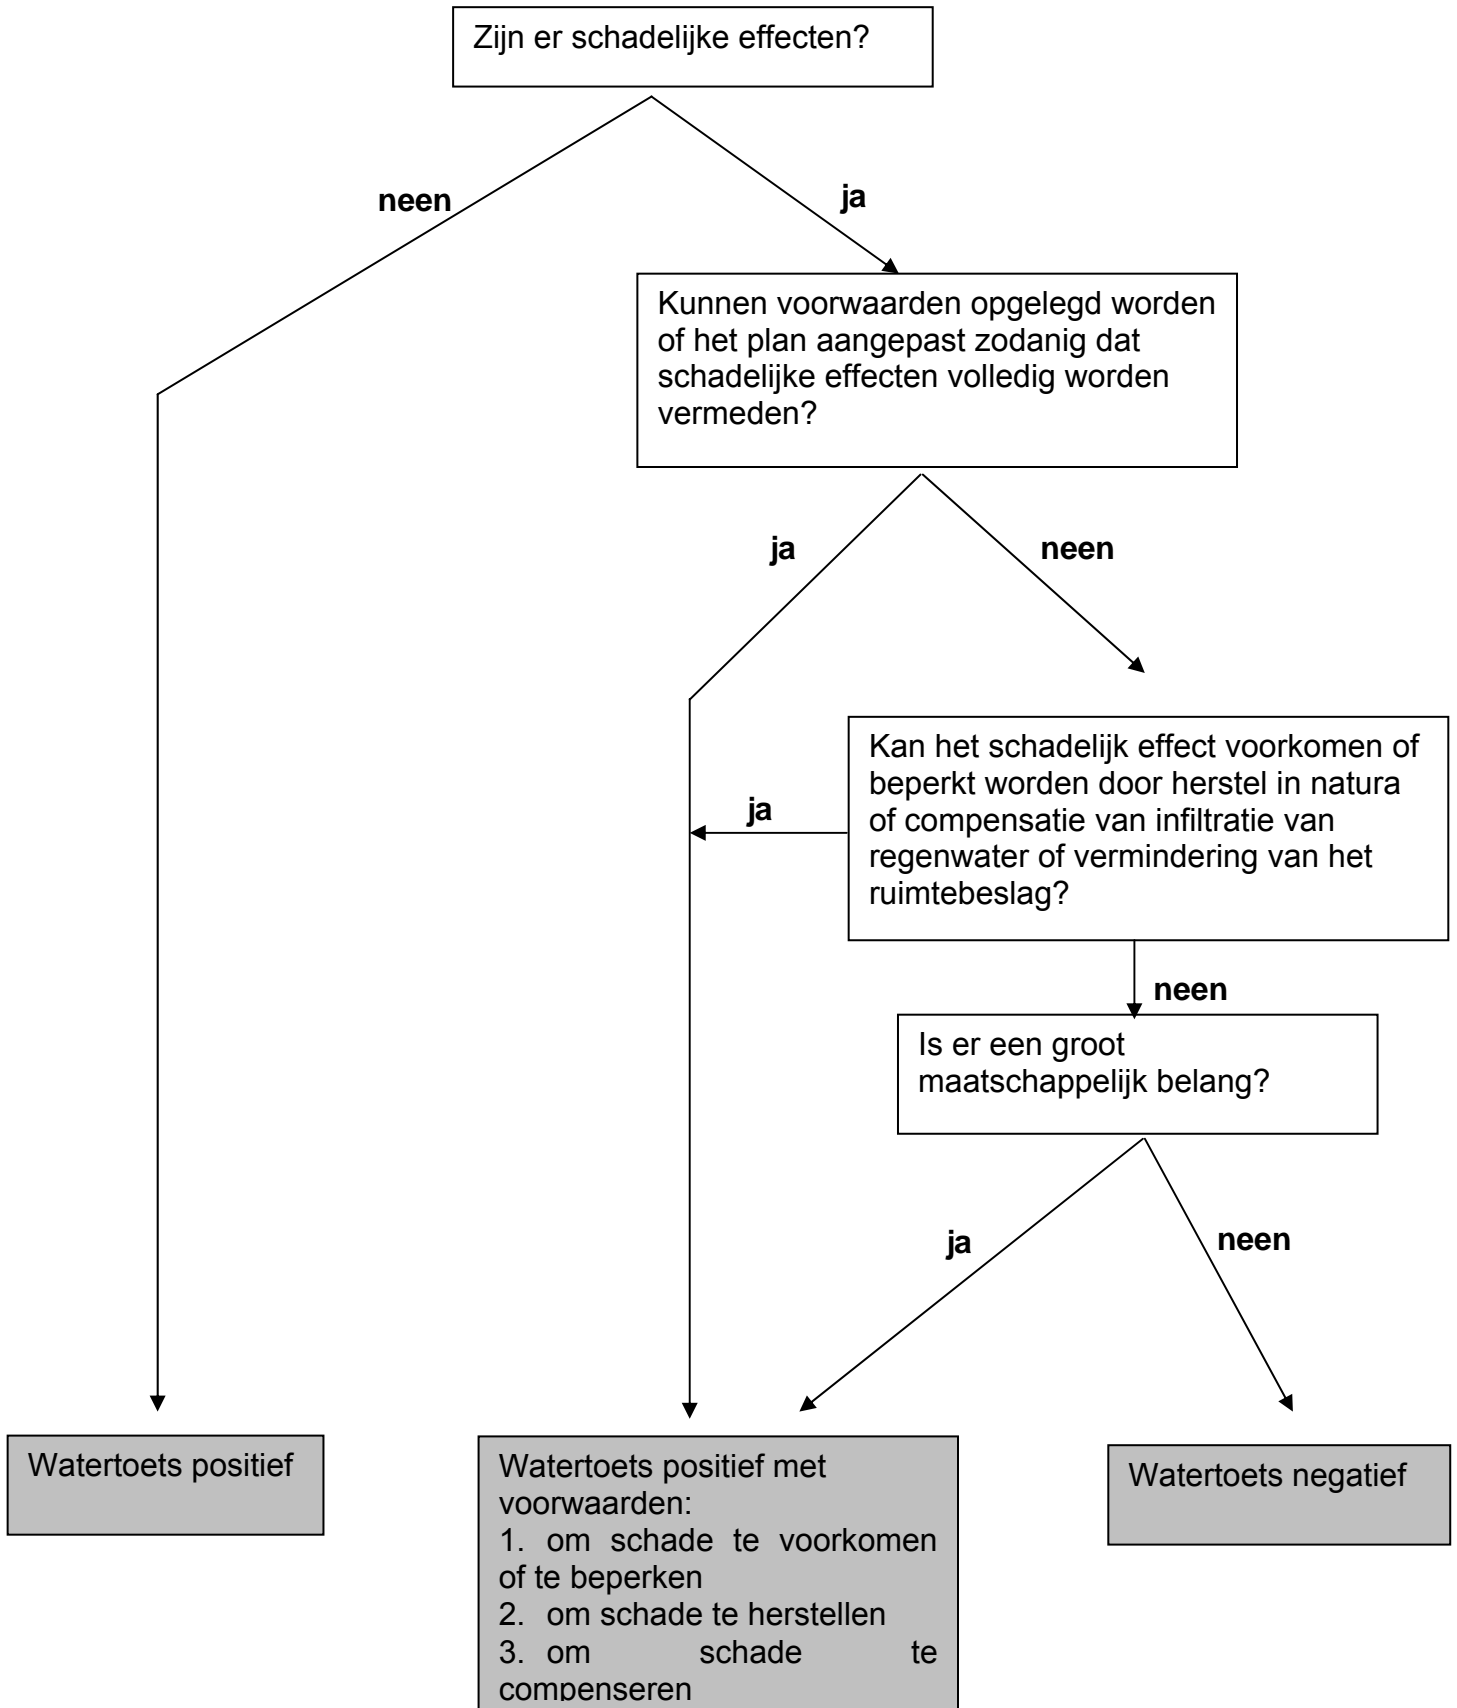 Zijn er schadelijke effecten?
neen
ja
Kunnen voorwaarden opgelegd worden
of het plan aangepast zodanig dat
schadelijke effecten volledig worden
vermeden?
ja
neen
Kan het schadelijk effect voorkomen of
beperkt worden door herstel in natura
of compensatie van infiltratie van
regenwater of vermindering van het
ruimtebeslag?
ja
neen
Is er een groot
maatschappelijk belang?
ja
neen
Watertoets positief
Watertoets positief met
voorwaarden:
1. om schade te voorkomen
of te beperken
2. om schade te herstellen
3. om schade te
compenseren
Watertoets negatief